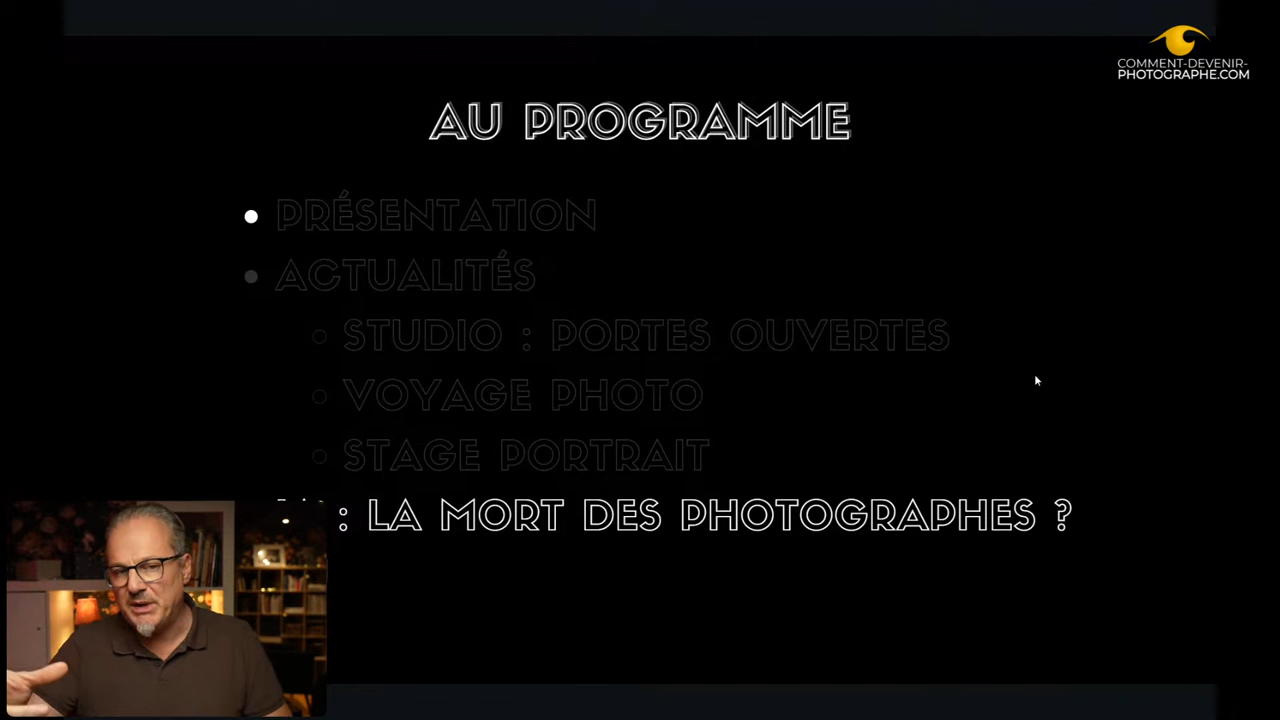 COMMENT-DEVENIR-
PHOTOGRAPHE.COM
AU PROGRAMME
PRÉSENTATION
ACTUALITÉS
STUDIO : PORTES OUVERTES
VOYAGE PHOTO
STAGE PORTRAIT
: LA MORT DES PHOTOGRAPHES ?